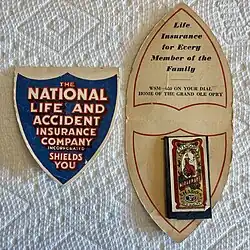 THE
NATIONAL
LIFE AND
ACCIDENT
INSURANCE
COMPANY
INCORPORATED
SHIELDS
YOU
Life
Insurance
for Every
Member of the
Family
WSM—650 ON YOUR DIAL
HOME OF THE GRAND OLE OPRY